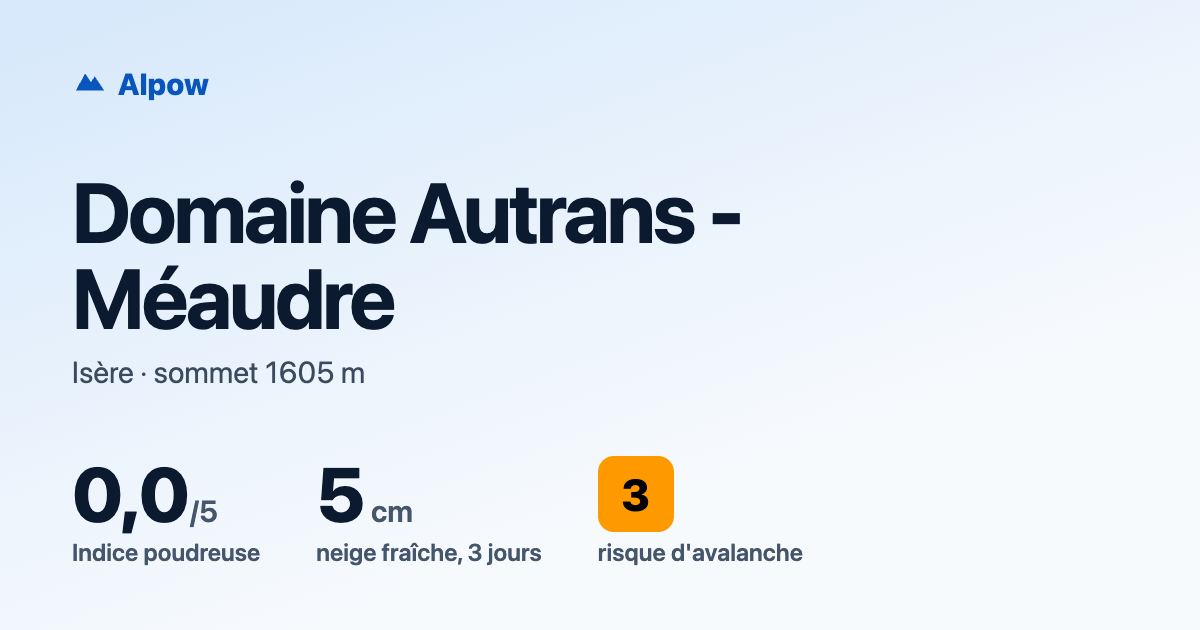 Alpow
Domaine Autrans -
Méaudre
Isère · sommet 1605 m
0,0/5
Indice poudreuse
5 cm
neige fraîche, 3 jours
3
risque d'avalanche